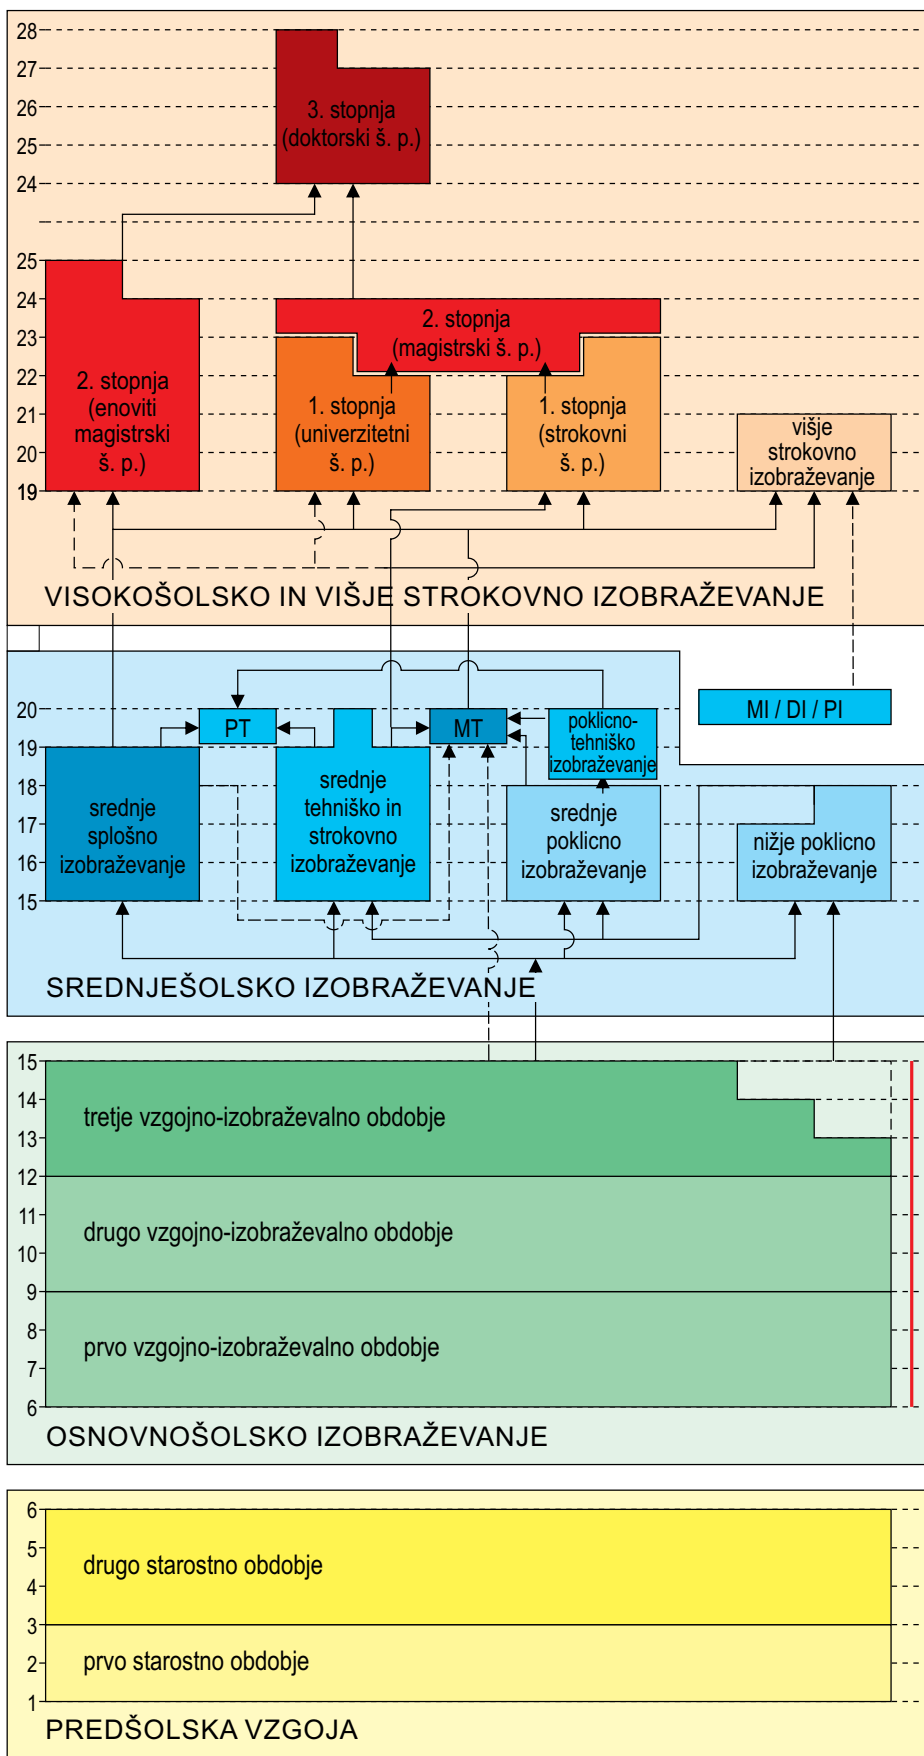 28
27
26
25
24
3. stopnja
(doktorski š. p.)
25
24
23
22
21
20
19
2. stopnja
(enoviti
magistrski
š. p.)
2. stopnja
(magistrski š. p.)
1. stopnja
(univerzitetni
š. p.)
1. stopnja
(strokovni
š. p.)
višje
strokovno
izobraževanje
VISOKOŠOLSKO IN VIŠJE STROKOVNO IZOBRAŽEVANJE
20
19
18
17
16
15
PT
MT
poklicno-
tehniško
izobraževanje
MI / DI / PI
srednje
splošno
izobraževanje
srednje
tehniško in
strokovno
izobraževanje
srednje
poklicno
izobraževanje
nižje poklicno
izobraževanje
SREDNJEŠOLSKO IZOBRAŽEVANJE
15
14
13
12
11
10
9
8
7
6
tretje vzgojno-izobraževalno obdobje
drugo vzgojno-izobraževalno obdobje
prvo vzgojno-izobraževalno obdobje
OSNOVNOŠOLSKO IZOBRAŽEVANJE
6
5
4
3
2
1
drugo starostno obdobje
prvo starostno obdobje
PREDŠOLSKA VZGOJA